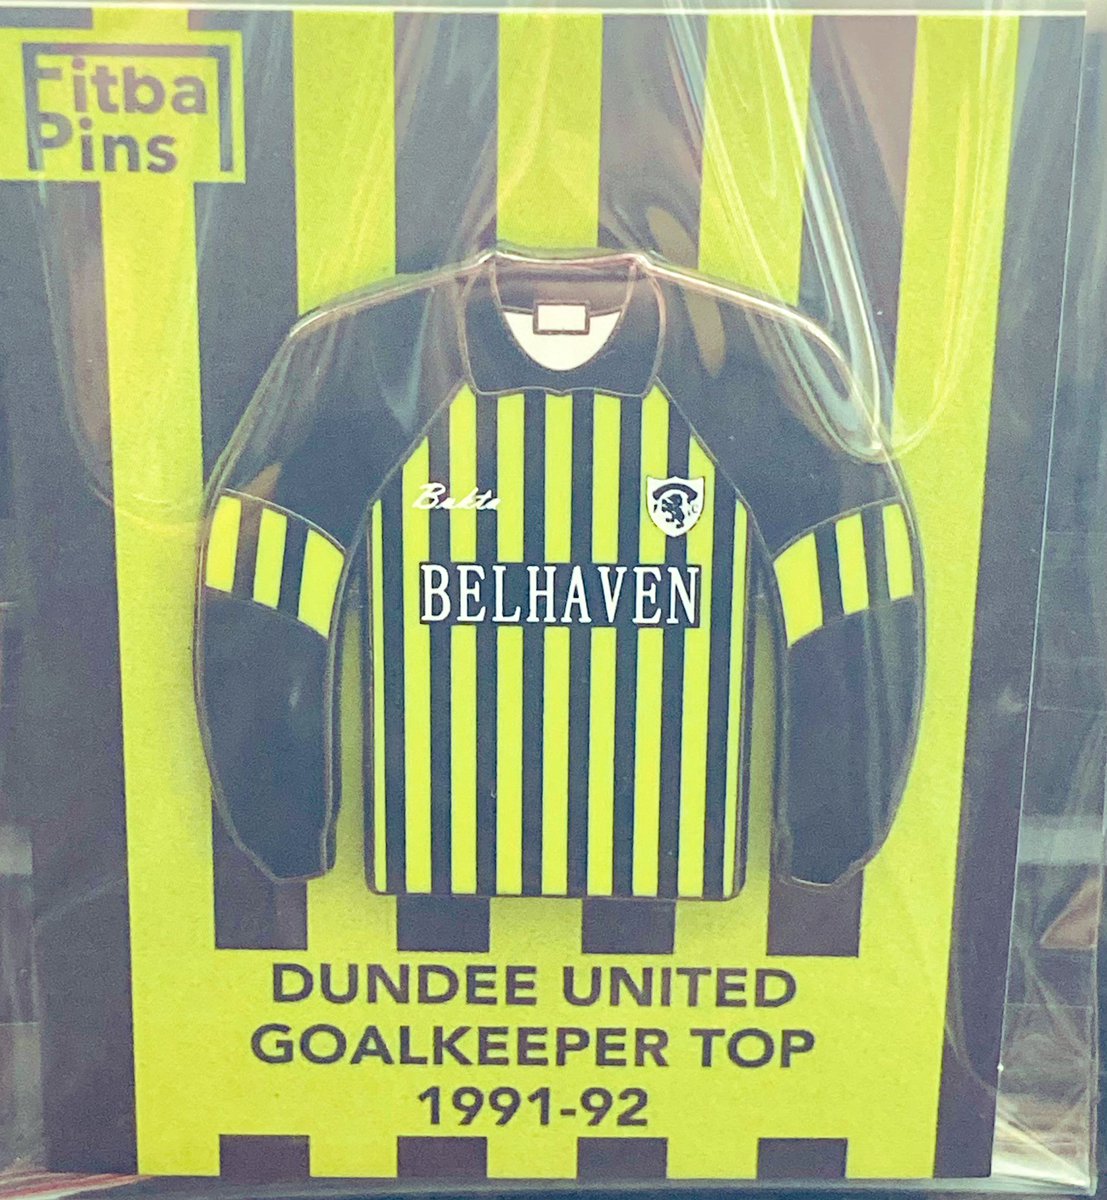 Fitba
Pins
Bukta
BELHAVEN
DUNDEE UNITED
GOALKEEPER TOP
1991-92